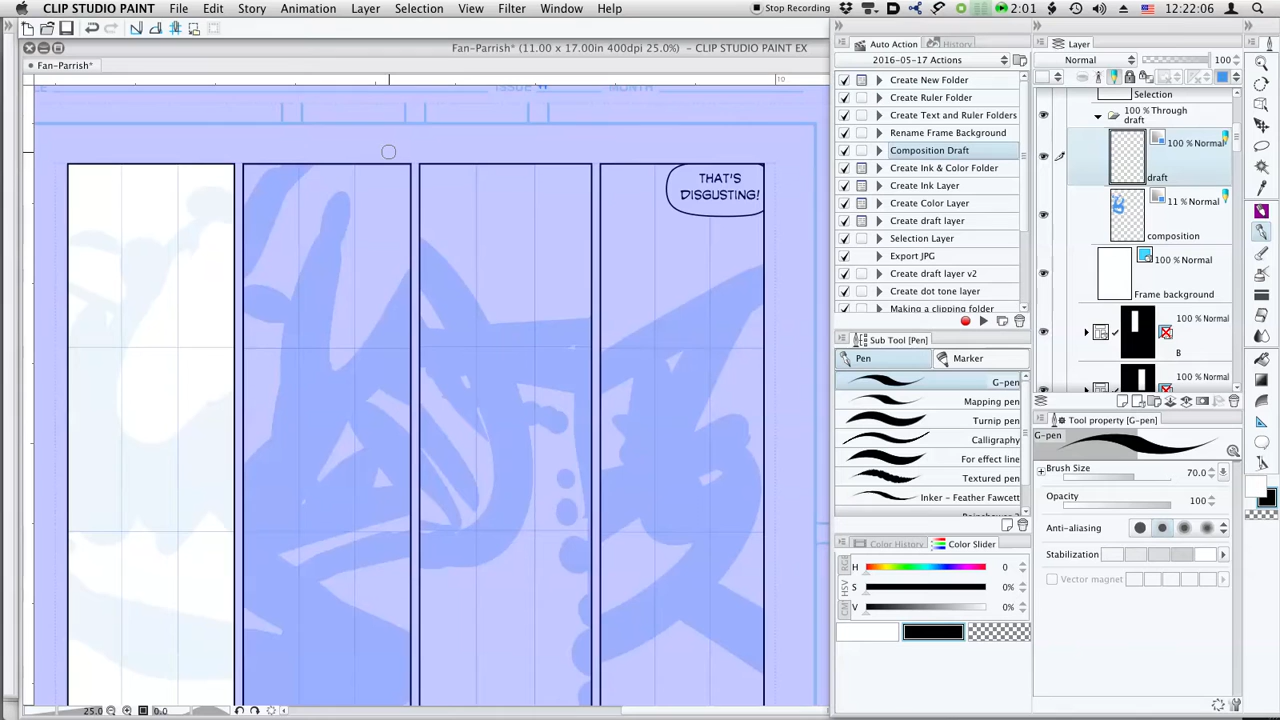 CLIP STUDIO PAINT File Edit Story Animation Layer Selection View Filter Window Help
Stop Recording 2:01 12:22:06
Fan-Parrish* (11.00 x 17.00in 400dpi 25.0%) - CLIP STUDIO PAINT EX
Fan-Parrish*
ISSUE MONTH
THAT'S
DISGUSTING!
25.0 0.0
Auto Action History
2016-05-17 Actions
Create New Folder
Create Ruler Folder
Create Text and Ruler Folders
Rename Frame Background
Composition Draft
Create Ink & Color Folder
Create Ink Layer
Create Color Layer
Create draft layer
Selection Layer
Export JPG
Create draft layer v2
Create dot tone layer
Making a clipping folder
Sub Tool [Pen]
Pen Marker
G-pen
Mapping pen
Turnip pen
Calligraphy
For effect line
Textured pen
Inker - Feather Fawcett
Color History Color Slider
RGB
HSV
CM
H 0
S 0%
V 0%
Layer
Normal 100
Selection
100 % Through
draft
100 % Normal
draft
11 % Normal
composition
100 % Normal
Frame background
100 % Normal
B
100 % Normal
Tool property [G-pen]
G-pen
Brush Size 70.0
Opacity 100
Anti-aliasing
Stabilization
Vector magnet